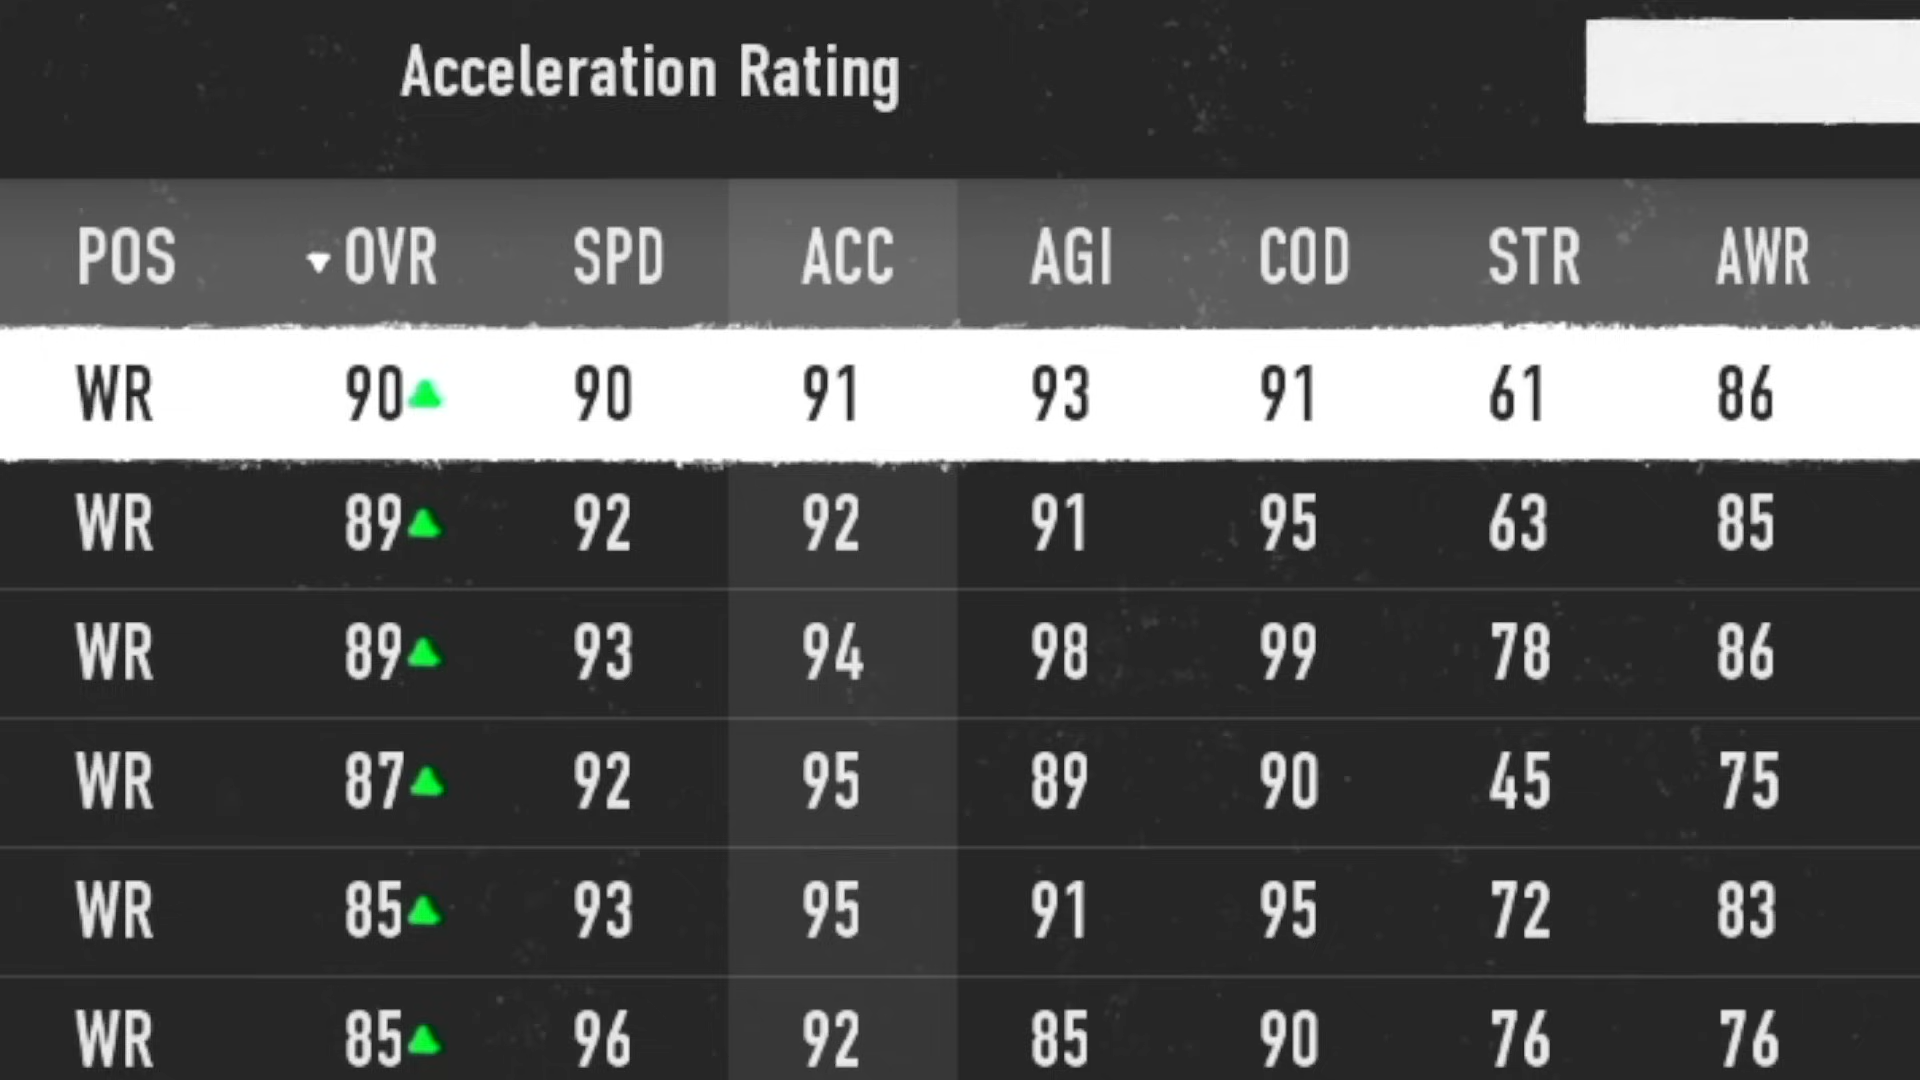 Acceleration Rating
POS OVR SPD ACC AGI COD STR AWR
WR 90 90 91 93 91 61 86
WR 89 92 92 91 95 63 85
WR 89 93 94 98 99 78 86
WR 87 92 95 89 90 45 75
WR 85 93 95 91 95 72 83
WR 85 96 92 85 90 76 76